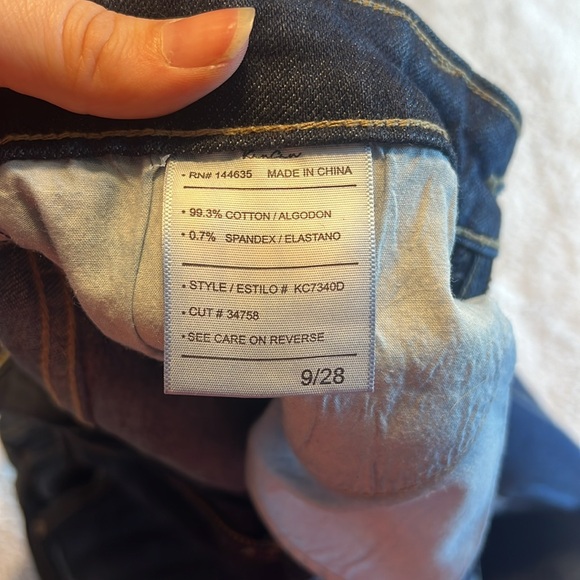 KanCan
• RN# 144635 MADE IN CHINA
• 99.3% COTTON / ALGODON
• 0.7% SPANDEX / ELASTANO
• STYLE / ESTILO # KC7340D
• CUT # 34758
• SEE CARE ON REVERSE
9/28